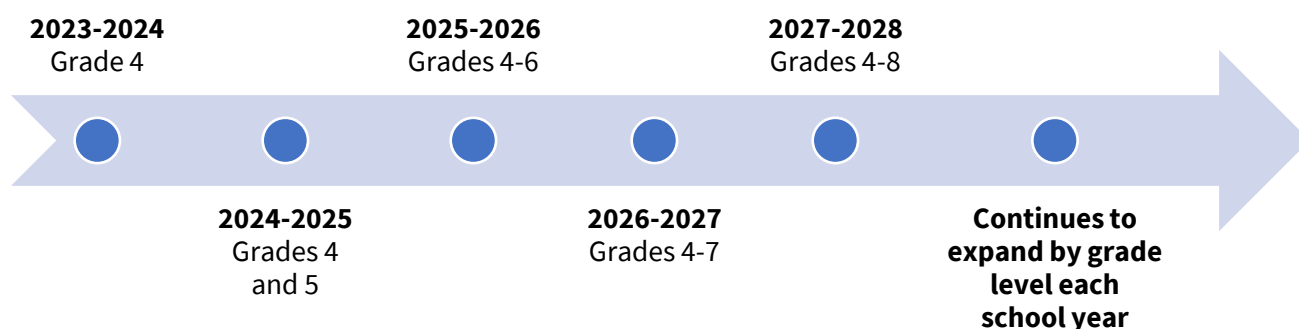 2023-2024
Grade 4
2024-2025
Grades 4
and 5
2025-2026
Grades 4-6
2026-2027
Grades 4-7
2027-2028
Grades 4-8
Continues to
expand by grade
level each
school year